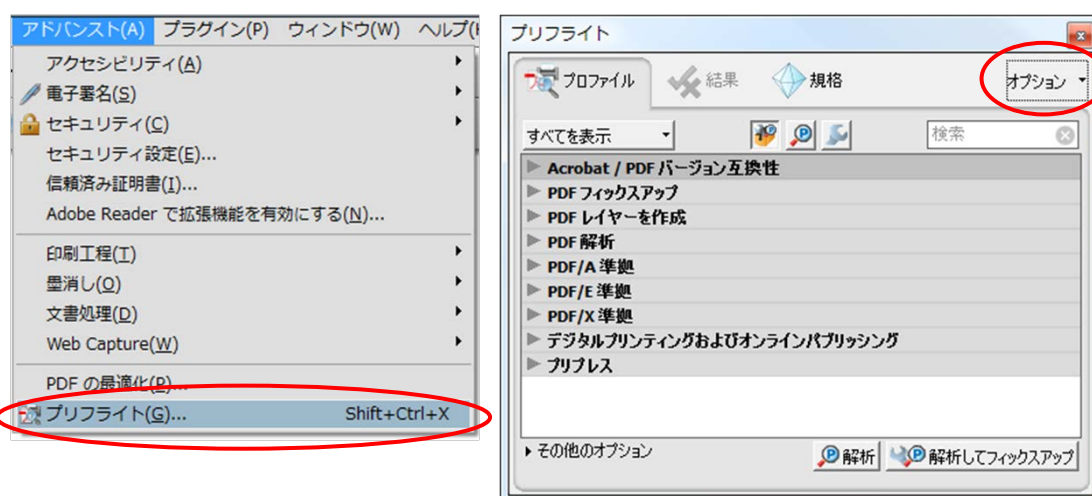 アドバンスト(A) プラグイン(P) ウィンドウ(W) ヘルプ(
アクセシビリティ(A)
電子署名(S)
セキュリティ(C)
セキュリティ設定(E)...
信頼済み証明書(I)...
Adobe Reader で拡張機能を有効にする(N)...
印刷工程(T)
墨消し(O)
文書処理(D)
Web Capture(W)
PDF の最適化(P)...
プリフライト(G)... Shift+Ctrl+X
プリフライト
プロファイル 結果 規格 オプション
すべてを表示 検索
Acrobat / PDF バージョン互換性
PDF フィックスアップ
PDF レイヤーを作成
PDF 解析
PDF/A 準拠
PDF/E 準拠
PDF/X 準拠
デジタルプリンティングおよびオンラインパブリッシング
プリプレス
その他のオプション 解析 解析してフィックスアップ